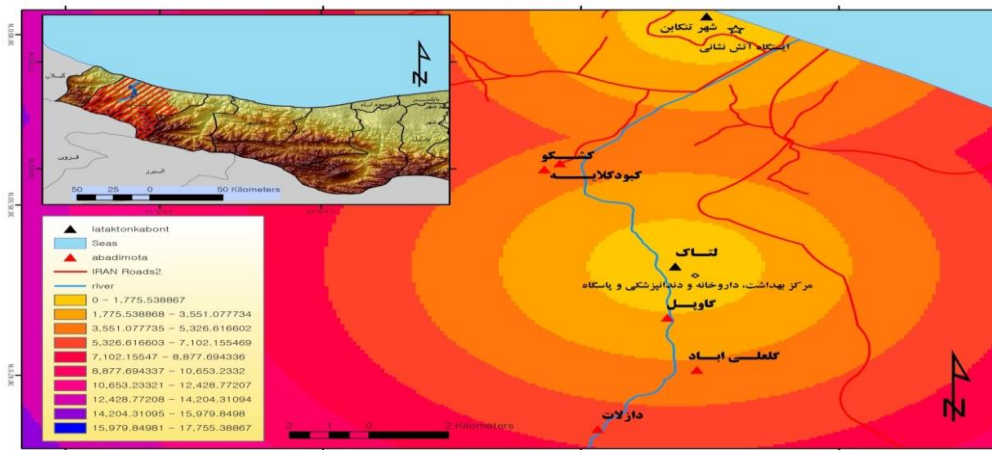 گیلان
قزوین
البرز
50 25 0 50 Kilometers
شهر تنکابن
ایستگاه آتش نشانی
کشکو
کبودکلایه
لتاک
مرکز بهداشت، داروخانه و دندانپزشکی و پاسگاه
گاوپل
گلعلی اباد
دازلات
lataktonkabont
Seas
abadimota
IRAN Roads2
river
0 – 1,775.538867
1,775.538868 – 3,551.077734
3,551.077735 – 5,326.616602
5,326.616603 – 7,102.155469
7,102.15547 – 8,877.694336
8,877.694337 – 10,653.2332
10,653.23321 – 12,428.77207
12,428.77208 – 14,204.31094
14,204.31095 – 15,979.8498
15,979.84981 – 17,755.38867
2 1 0 2 Kilometers
N
N